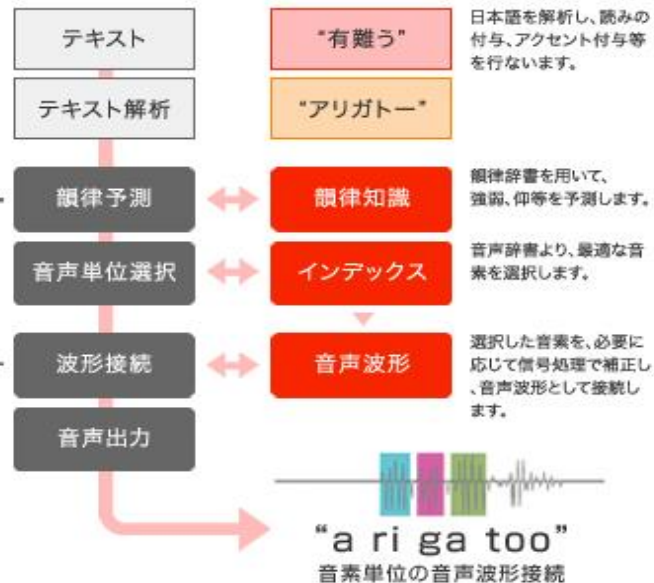 テキスト
“有難う”
日本語を解析し、読みの
付与、アクセント付与等
を行ないます。
テキスト解析
“アリガトー”
韻律予測
韻律知識
韻律辞書を用いて、
強弱、仰等を予測します。
音声単位選択
インデックス
音声辞書より、最適な音
素を選択します。
波形接続
音声波形
選択した音素を、必要に
応じて信号処理で補正し
、音声波形として接続し
ます。
音声出力
“a ri ga too”
音素単位の音声波形接続